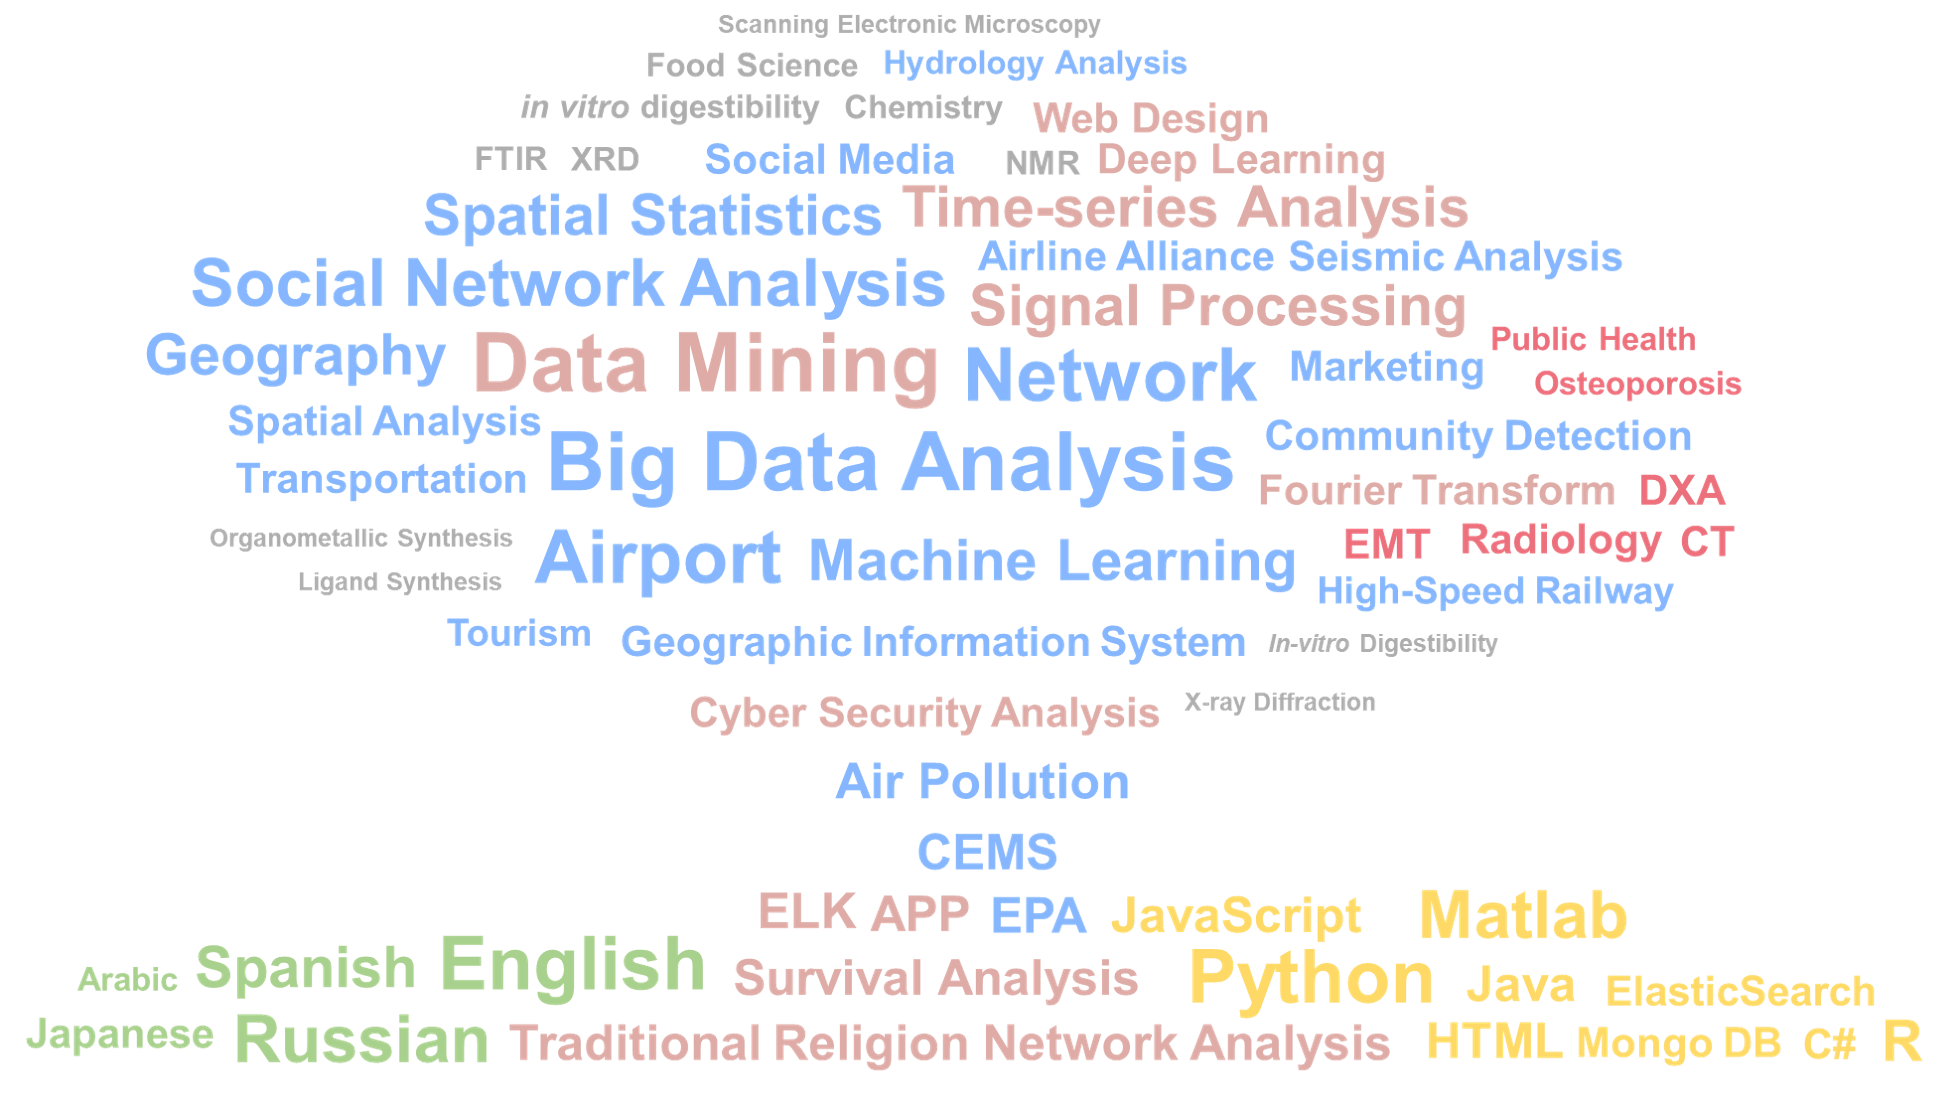 Scanning Electronic Microscopy
Food Science Hydrology Analysis
in vitro digestibility Chemistry Web Design
FTIR XRD Social Media NMR Deep Learning
Spatial Statistics Time-series Analysis
Airline Alliance Seismic Analysis
Social Network Analysis Signal Processing
Public Health
Geography Data Mining Network Marketing
Osteoporosis
Spatial Analysis Community Detection
Transportation Big Data Analysis Fourier Transform DXA
Organometallic Synthesis Airport Machine Learning EMT Radiology CT
Ligand Synthesis High-Speed Railway
Tourism Geographic Information System In-vitro Digestibility
Cyber Security Analysis X-ray Diffraction
Air Pollution
CEMS
ELK APP EPA JavaScript Matlab
Arabic Spanish English Survival Analysis Python Java ElasticSearch
Japanese Russian Traditional Religion Network Analysis HTML Mongo DB C# R